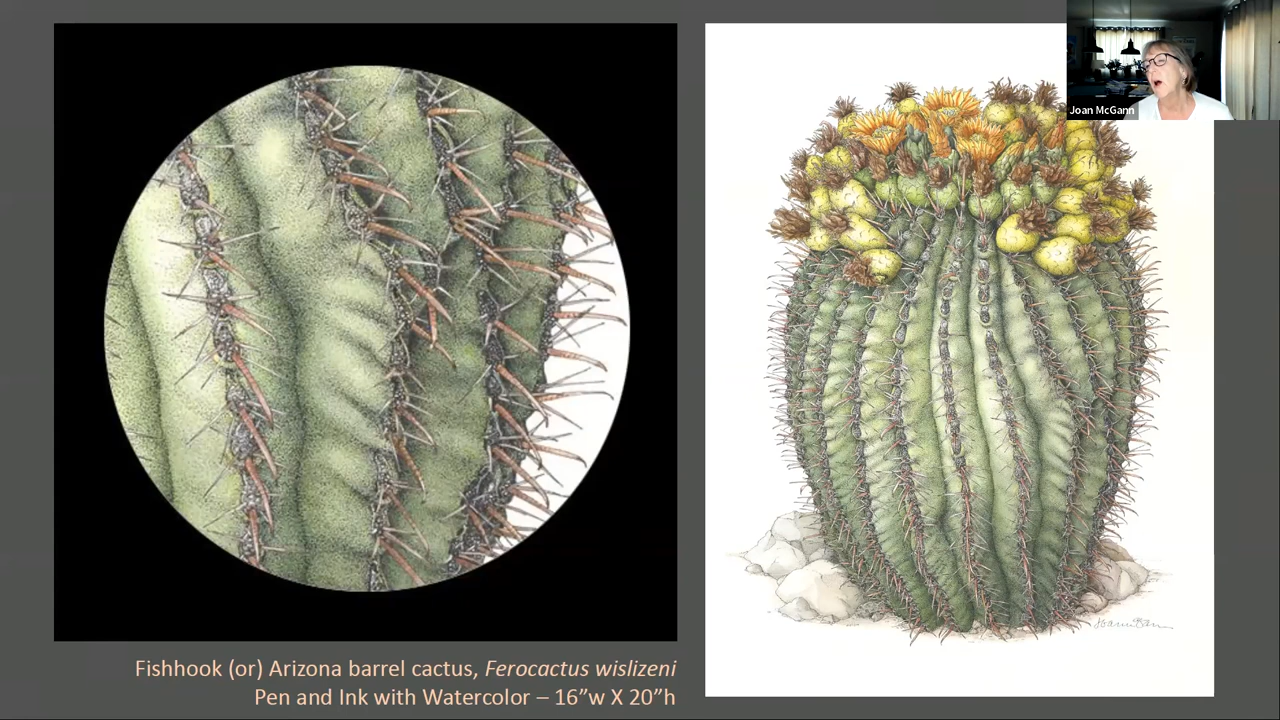 Joan McGann
Fishhook (or) Arizona barrel cactus, Ferocactus wislizeni
Pen and Ink with Watercolor – 16”w X 20”h